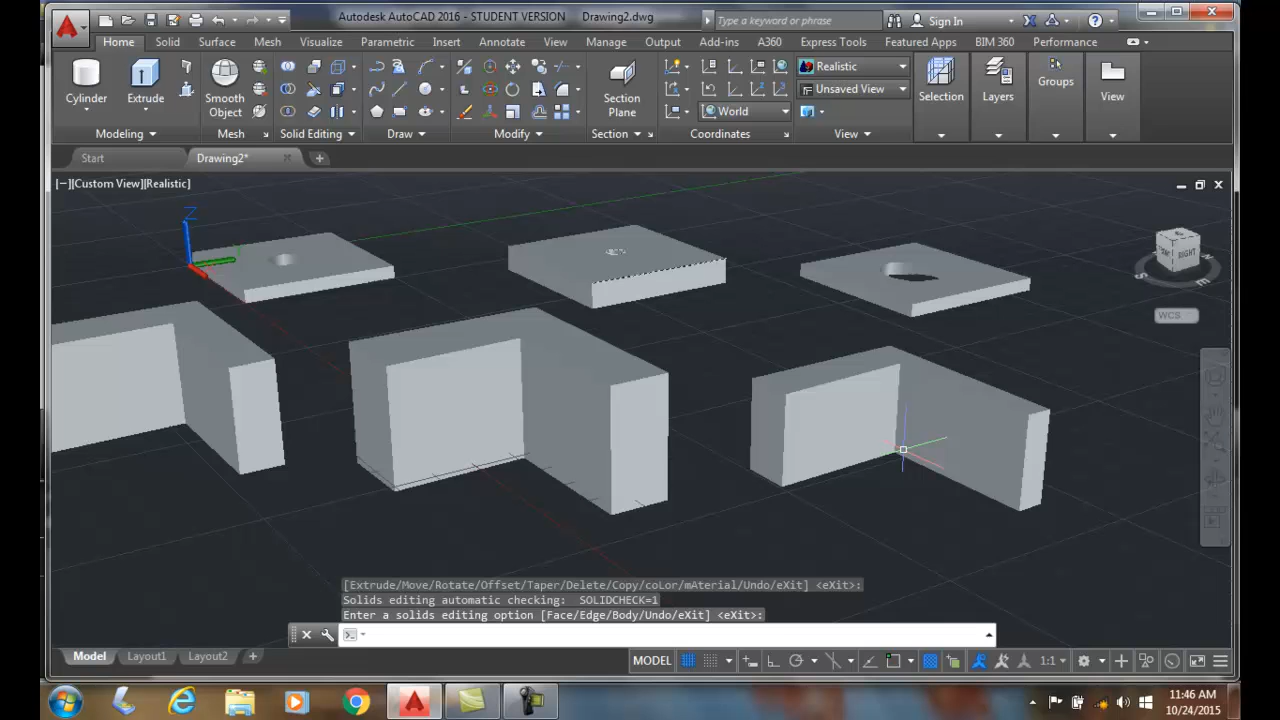 Autodesk AutoCAD 2016 - STUDENT VERSION Drawing2.dwg
Type a keyword or phrase
Sign In
Home Solid Surface Mesh Visualize Parametric Insert Annotate View Manage Output Add-ins A360 Express Tools Featured Apps BIM 360 Performance
Realistic
Unsaved View
World
Cylinder Extrude Smooth Object Section Plane Selection Layers Groups View
Modeling Mesh Solid Editing Draw Modify Section Coordinates View
Start Drawing2*
[−][Custom View][Realistic]
Z
RIGHT
S
E
WCS
[Extrude/Move/Rotate/Offset/Taper/Delete/Copy/coLor/mAterial/Undo/eXit] <eXit>:
Solids editing automatic checking: SOLIDCHECK=1
Enter a solids editing option [Face/Edge/Body/Undo/eXit] <eXit>:
Model Layout1 Layout2
MODEL 1:1
11:46 AM
10/24/2015